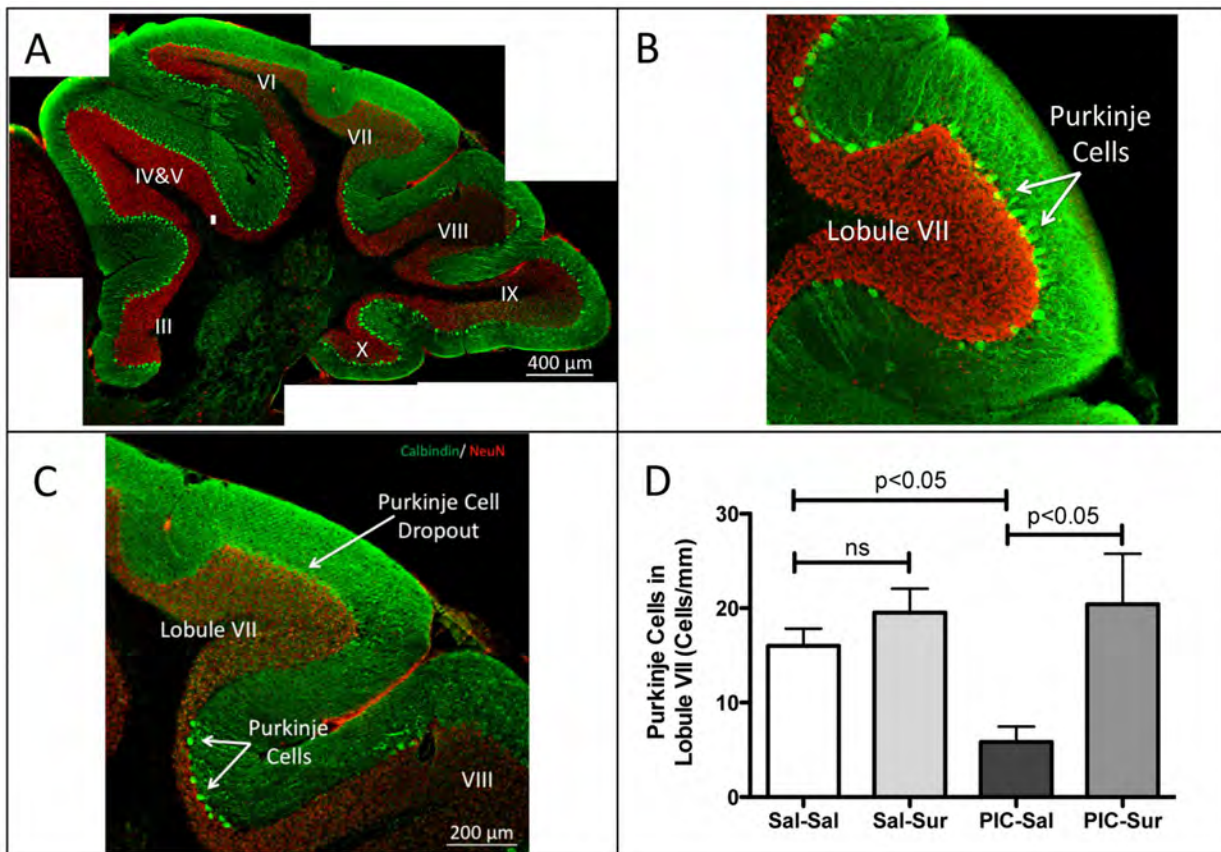 A
VI
VII
IV&V
VIII
IX
III
X
400 µm
B
Purkinje
Cells
Lobule VII
C
Calbindin/ NeuN
Purkinje Cell
Dropout
Lobule VII
Purkinje
Cells
VIII
200 µm
D
p<0.05
p<0.05
ns
30
20
10
0
Purkinje Cells in
Lobule VII (Cells/mm)
Sal-Sal Sal-Sur PIC-Sal PIC-Sur